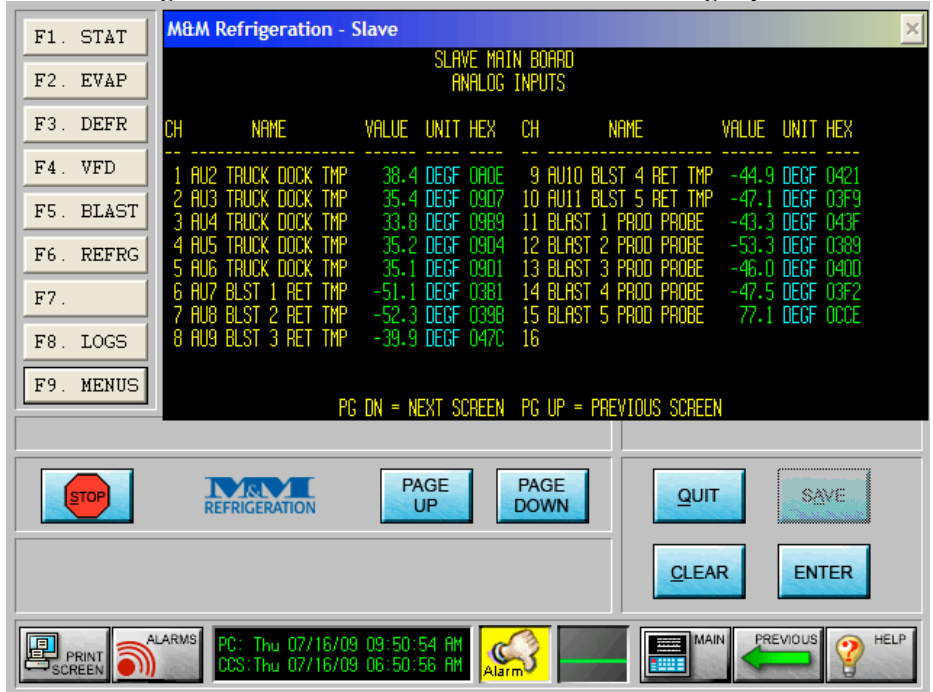 M&M Refrigeration - Slave
F1. STAT
F2. EVAP
F3. DEFR
F4. VFD
F5. BLAST
F6. REFRG
F7.
F8. LOGS
F9. MENUS
SLAVE MAIN BOARD
ANALOG INPUTS
CH NAME VALUE UNIT HEX CH NAME VALUE UNIT HEX
1 AU2 TRUCK DOCK TMP 38.4 DEGF 0A0E 9 AU10 BLST 4 RET TMP -44.9 DEGF 0421
2 AU3 TRUCK DOCK TMP 35.4 DEGF 09D7 10 AU11 BLST 5 RET TMP -47.1 DEGF 03F9
3 AU4 TRUCK DOCK TMP 33.8 DEGF 09B9 11 BLAST 1 PROD PROBE -43.3 DEGF 043F
4 AU5 TRUCK DOCK TMP 35.2 DEGF 09D4 12 BLAST 2 PROD PROBE -53.3 DEGF 0389
5 AU6 TRUCK DOCK TMP 35.1 DEGF 09D1 13 BLAST 3 PROD PROBE -46.0 DEGF 040D
6 AU7 BLST 1 RET TMP -51.1 DEGF 03B1 14 BLAST 4 PROD PROBE -47.5 DEGF 03F2
7 AU8 BLST 2 RET TMP -52.3 DEGF 039B 15 BLAST 5 PROD PROBE 77.1 DEGF 0CCE
8 AU9 BLST 3 RET TMP -39.9 DEGF 047C 16
PG DN = NEXT SCREEN PG UP = PREVIOUS SCREEN
STOP
M&M
REFRIGERATION
PAGE
UP
PAGE
DOWN
QUIT
SAVE
CLEAR
ENTER
PRINT
SCREEN
ALARMS
PC: Thu 07/16/09 09:50:54 AM
CCS:Thu 07/16/09 06:50:56 AM
Alarm
MAIN
PREVIOUS
HELP